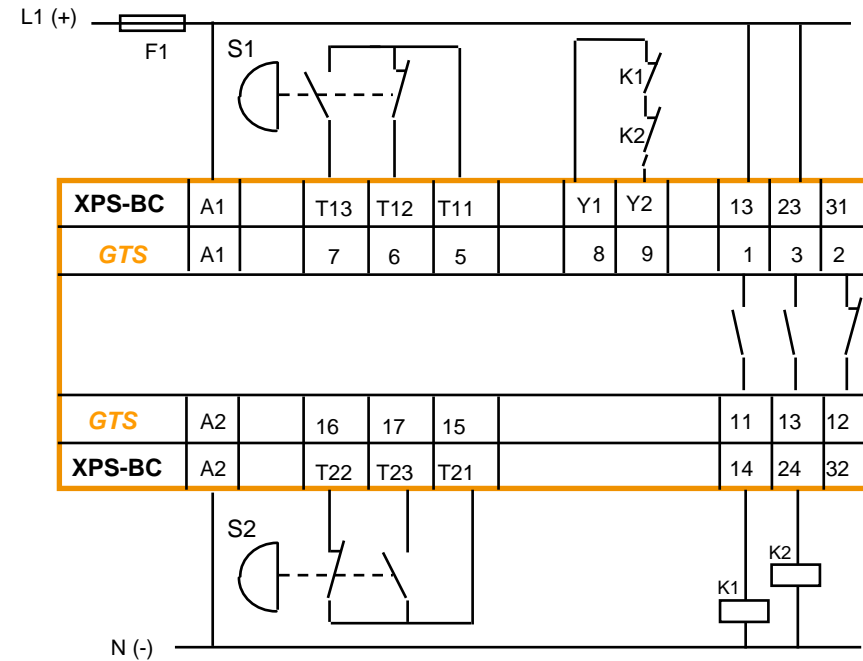 L1 (+)
F1
S1
K1
K2
XPS-BC A1 T13 T12 T11 Y1 Y2 13 23 31
GTS A1 7 6 5 8 9 1 3 2
GTS A2 16 17 15 11 13 12
XPS-BC A2 T22 T23 T21 14 24 32
S2
K2
K1
N (-)